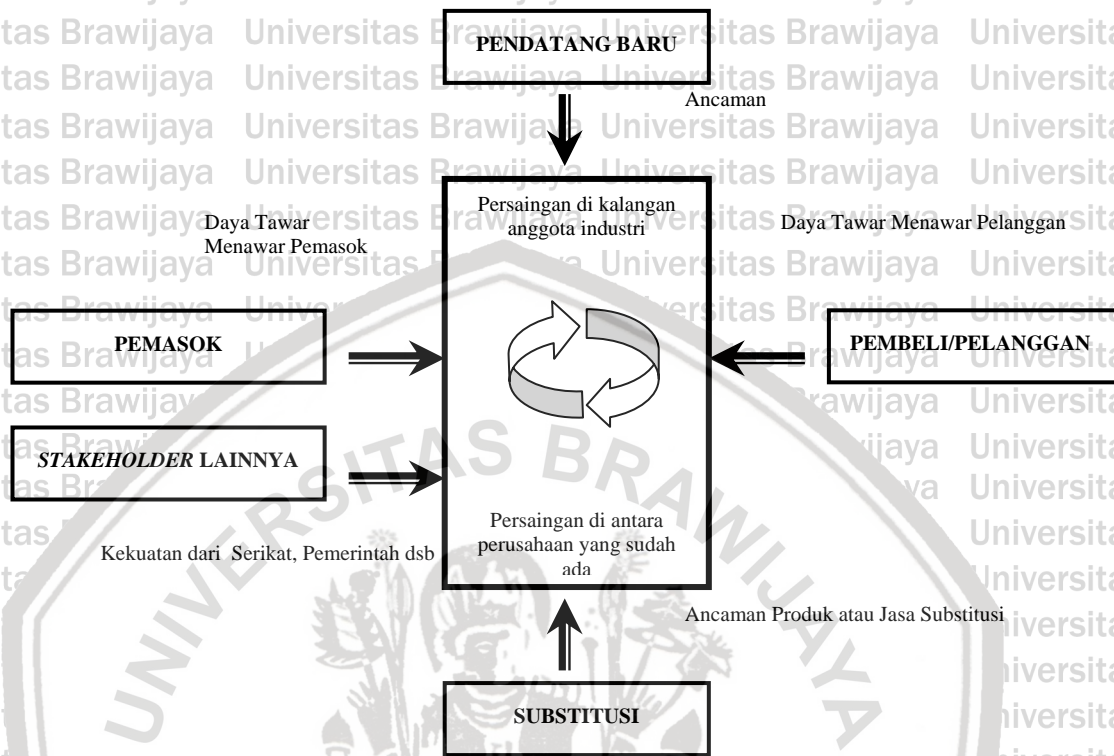 PENDATANG BARU
Ancaman
Persaingan di kalangan
anggota industri
Daya Tawar
Menawar Pemasok
Daya Tawar Menawar Pelanggan
PEMASOK
PEMBELI/PELANGGAN
STAKEHOLDER LAINNYA
Kekuatan dari Serikat, Pemerintah dsb
Persaingan di antara
perusahaan yang sudah
ada
Ancaman Produk atau Jasa Substitusi
SUBSTITUSI
UNIVERSITAS BRAWIJAYA